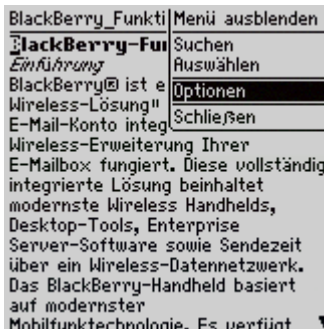 BlackBerry_Funkti
Menü ausblenden
BlackBerry-Fun
Suchen
Einführung
Auswählen
BlackBerry® ist e
Optionen
Wireless-Lösung"
Schließen
E-Mail-Konto integ
Wireless-Erweiterung Ihrer
E-Mailbox fungiert. Diese vollständig
integrierte Lösung beinhaltet
modernste Wireless Handhelds,
Desktop-Tools, Enterprise
Server-Software sowie Sendezeit
über ein Wireless-Datennetzwerk.
Das BlackBerry-Handheld basiert
auf modernster
Mobilfunktechnologie. Es verfügt